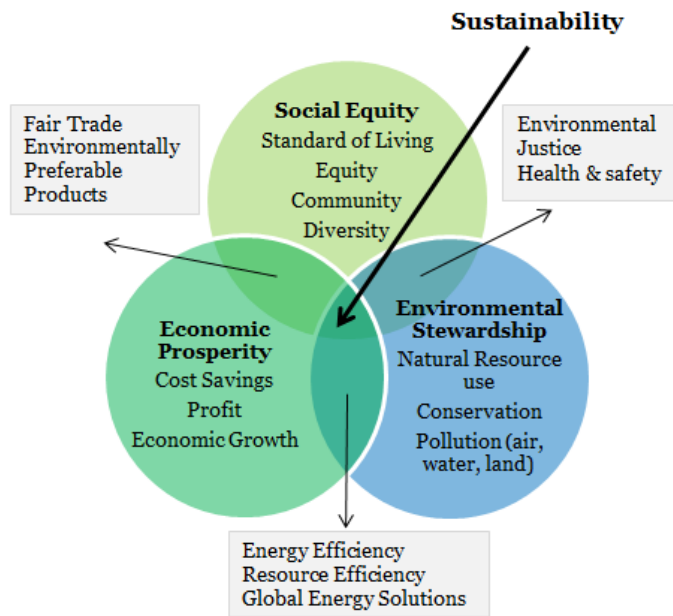 Sustainability
Fair Trade
Environmentally
Preferable
Products
Social Equity
Standard of Living
Equity
Community
Diversity
Environmental
Justice
Health & safety
Economic
Prosperity
Cost Savings
Profit
Economic Growth
Environmental
Stewardship
Natural Resource
use
Conservation
Pollution (air,
water, land)
Energy Efficiency
Resource Efficiency
Global Energy Solutions